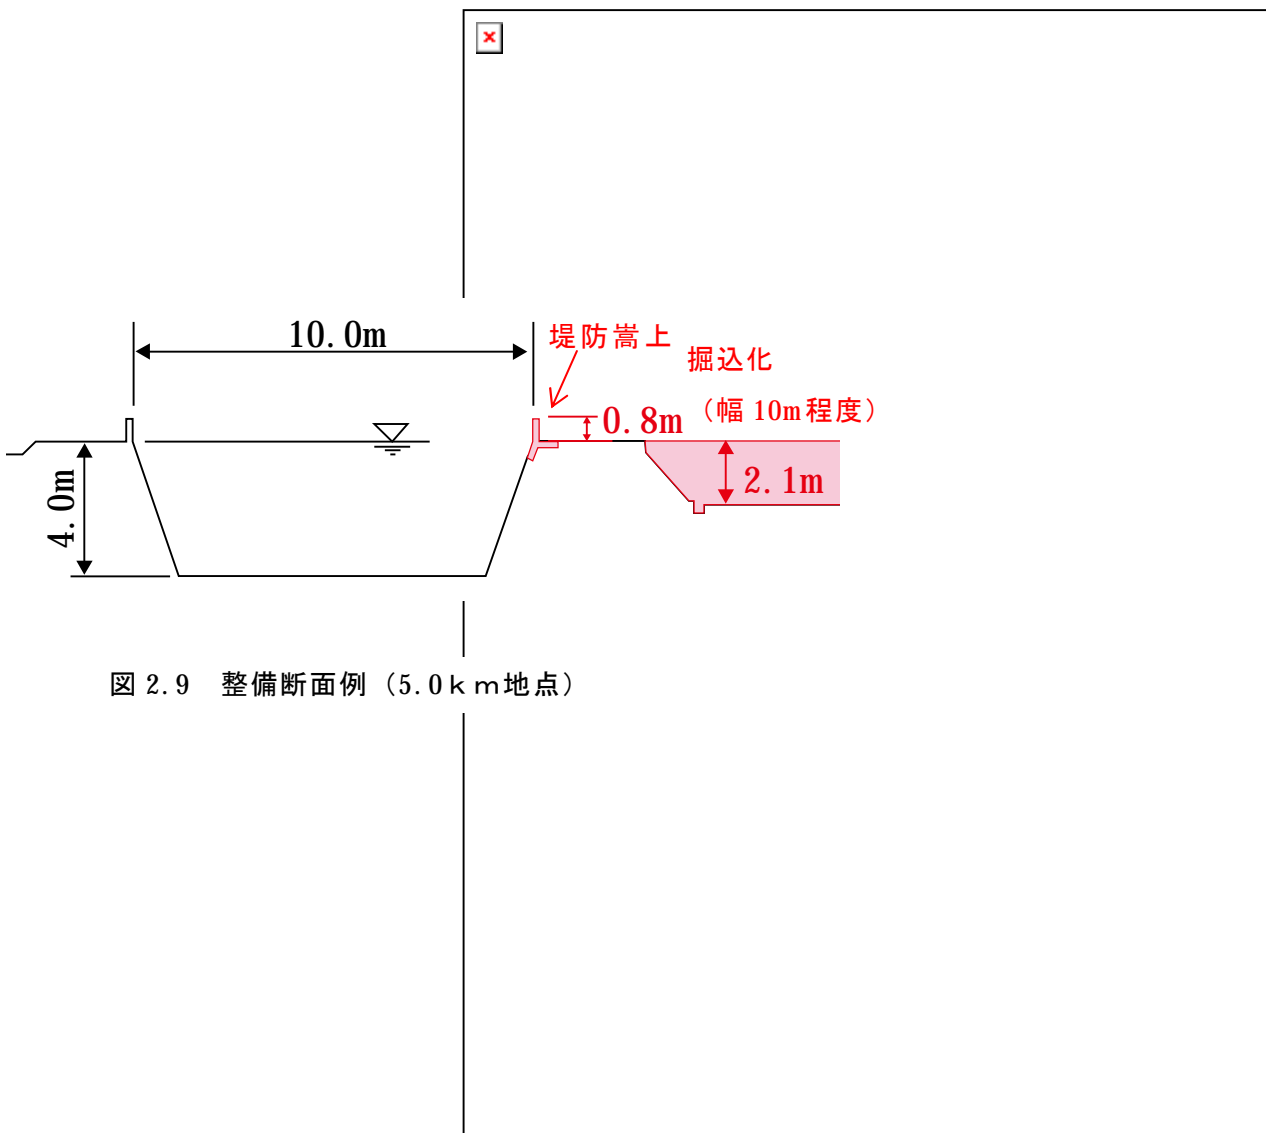 10.0m
堤防嵩上
掘込化
（幅 10m程度）
0.8m
2.1m
4.0m
図 2.9　整備断面例（5.0ｋｍ地点）